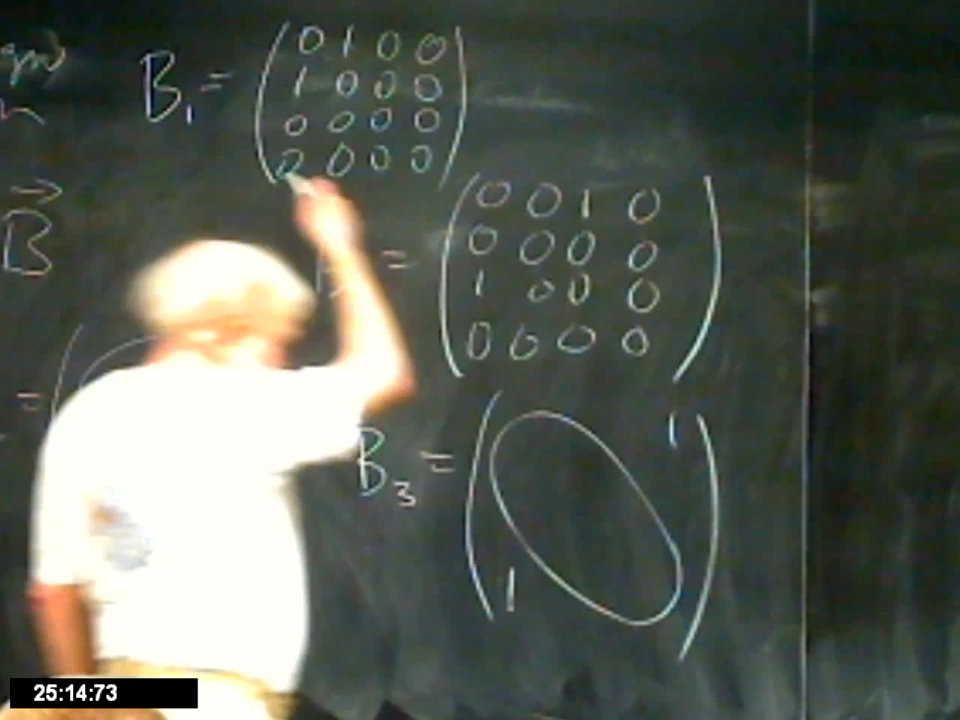 B₁ = ( 0 1 0 0
1 0 0 0
0 0 0 0
0 0 0 0 )
B
= ( 0 0 1 0
0 0 0 0
1 0 0 0
0 0 0 0 )
= (
B₃ = ( 1
1 )
25:14:73